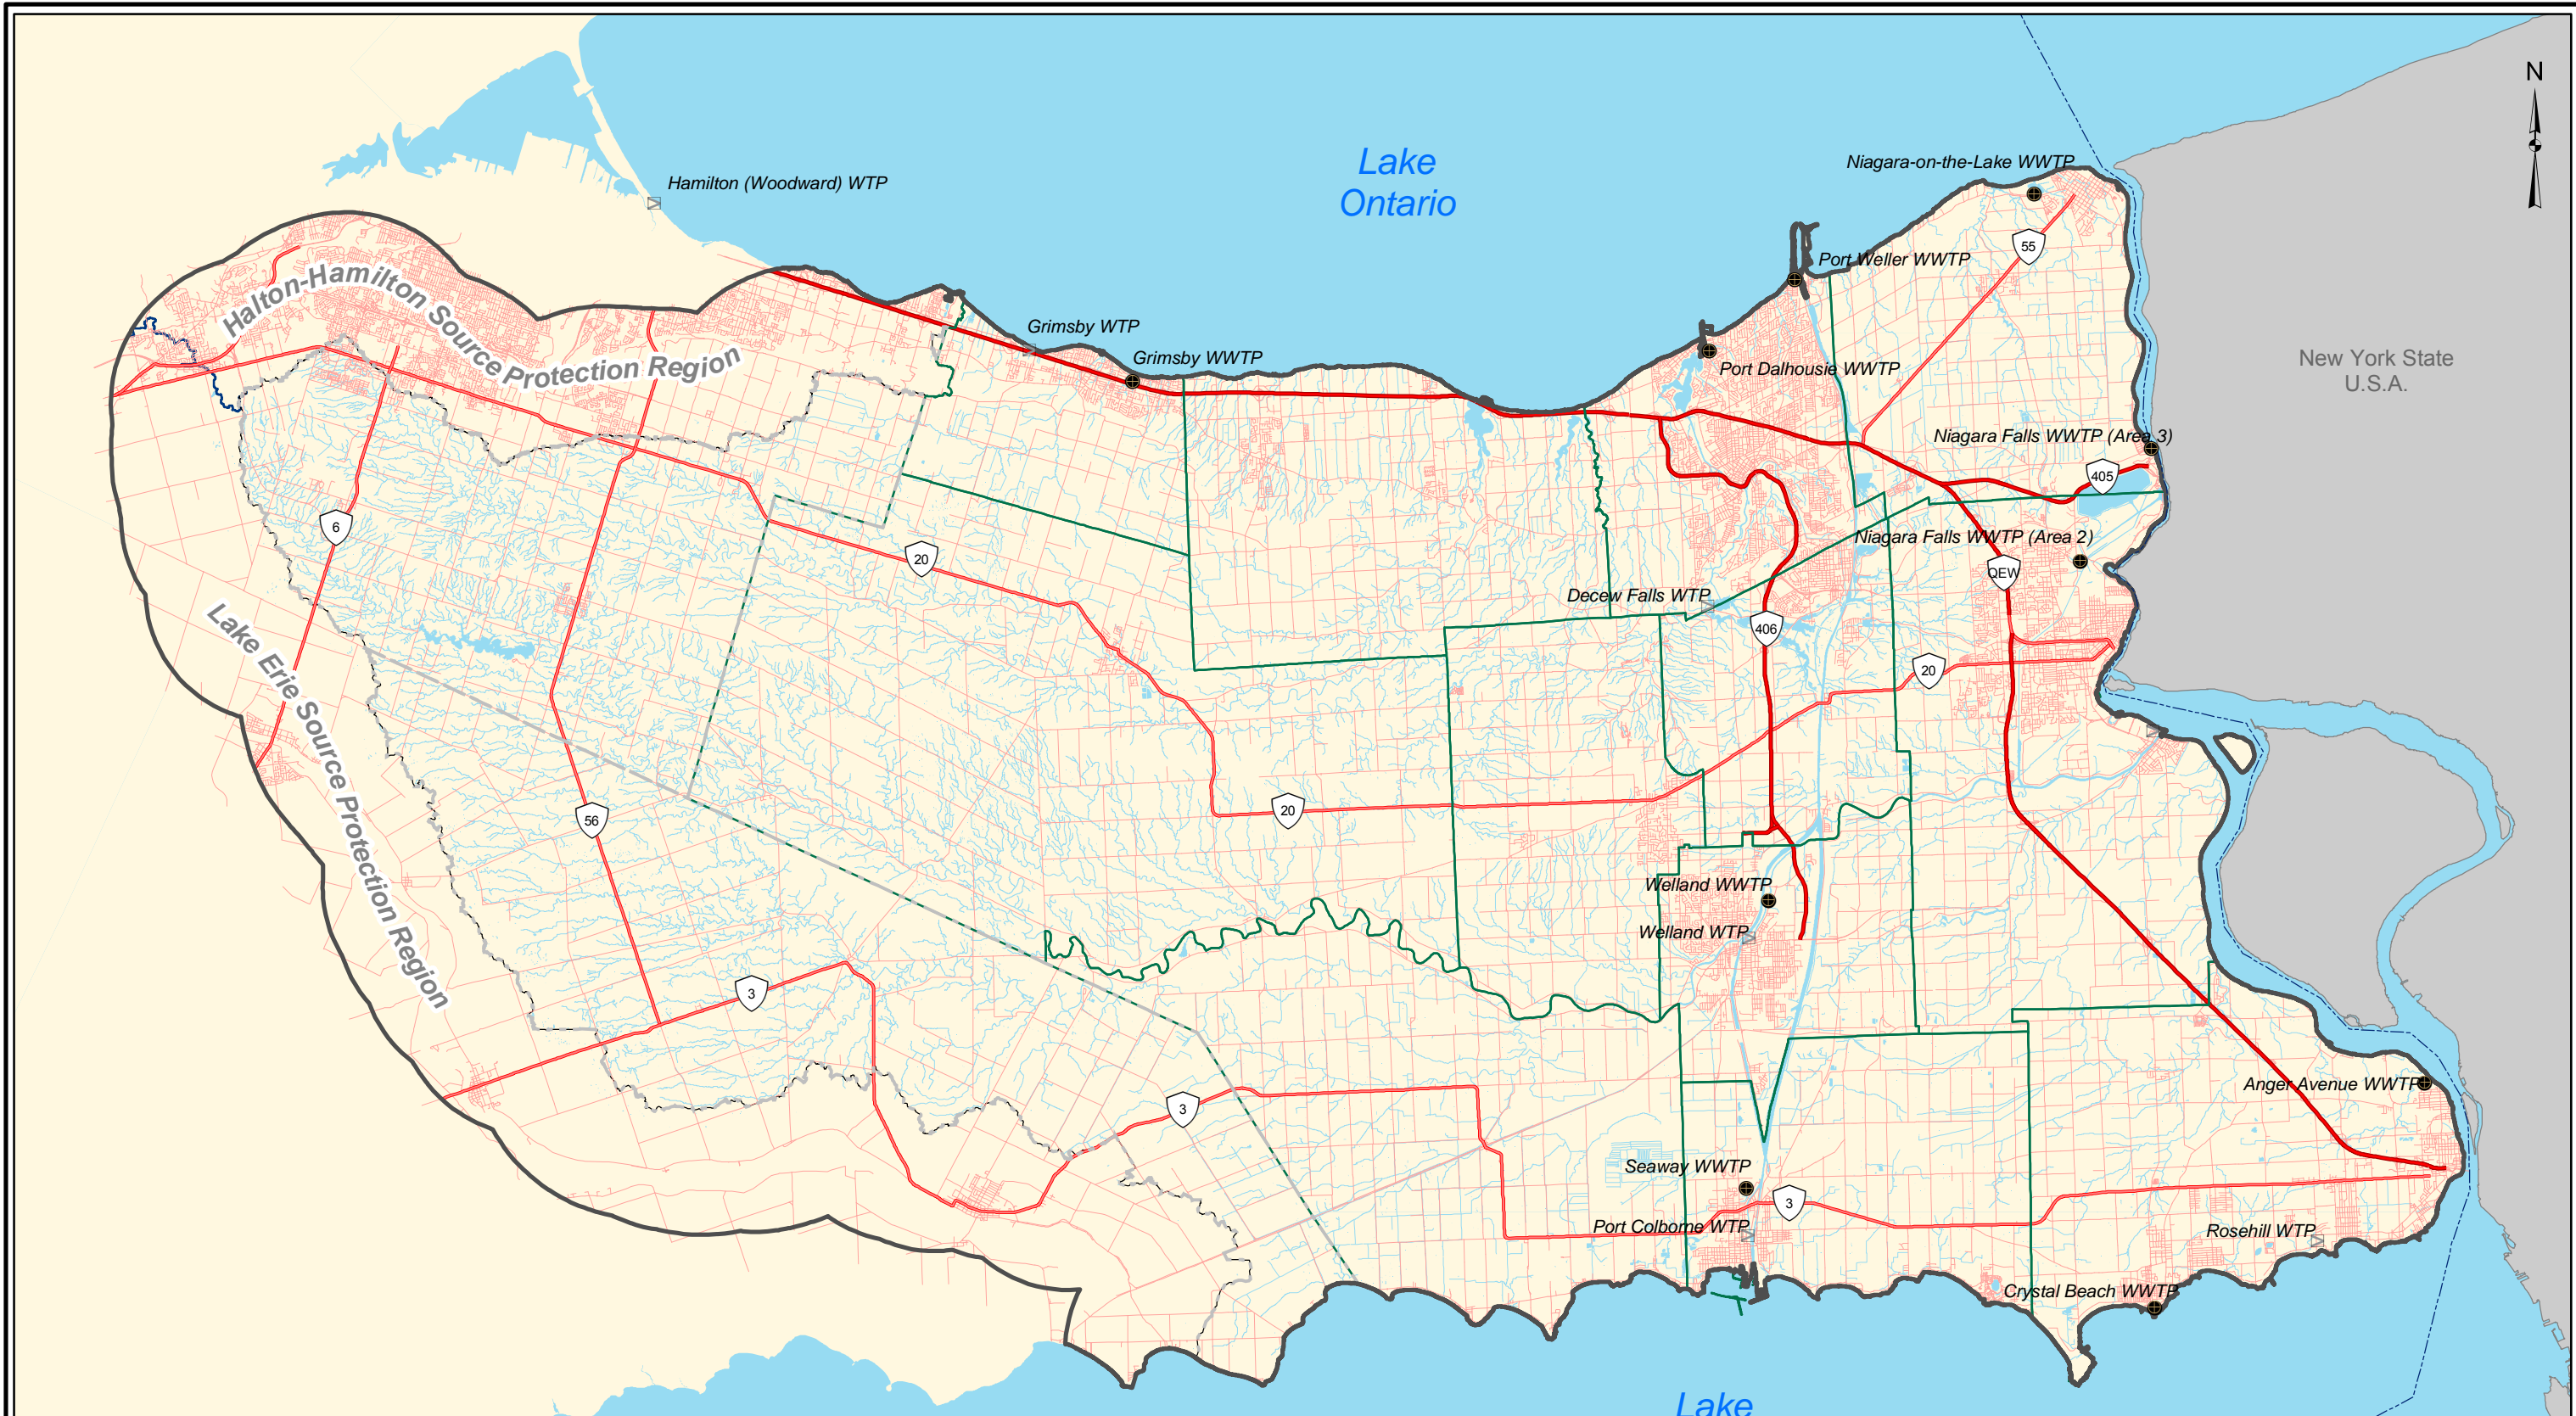 N
Lake
Ontario
Niagara-on-the-Lake WWTP
Hamilton (Woodward) WTP
55
Port Weller WWTP
Halton-Hamilton Source Protection Region
Grimsby WTP
Grimsby WWTP
Port Dalhousie WWTP
New York State
U.S.A.
Niagara Falls WWTP (Area 3)
405
6
20
Niagara Falls WWTP (Area 2)
QEW
Decew Falls WTP
406
20
Lake Erie Source Protection Region
56
20
Welland WWTP
Welland WTP
3
3
Anger Avenue WWTP
Seaway WWTP
3
Port Colborne WTP
Rosehill WTP
Crystal Beach WWTP
Lake